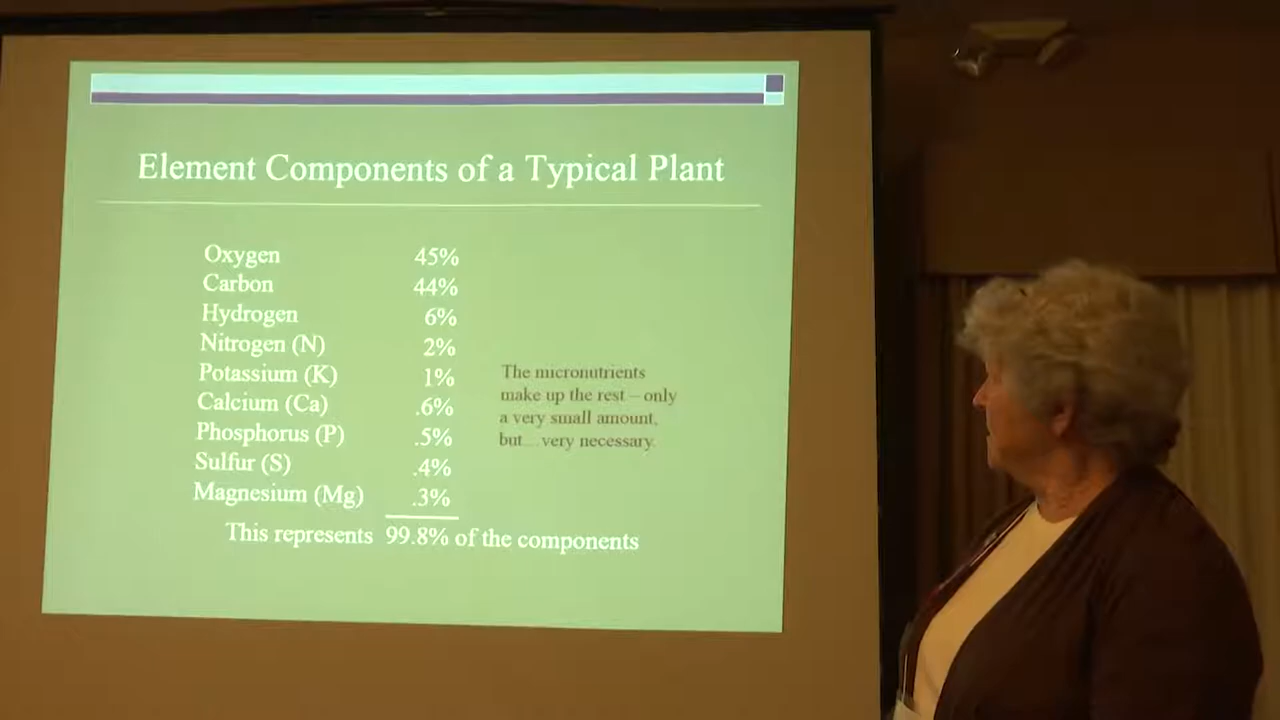 Element Components of a Typical Plant
Oxygen 45%
Carbon 44%
Hydrogen 6%
Nitrogen (N) 2%
Potassium (K) 1%
Calcium (Ca) .6%
Phosphorus (P) .5%
Sulfur (S) .4%
Magnesium (Mg) .3%
This represents 99.8% of the components
The micronutrients
make up the rest – only
a very small amount,
but... very necessary.